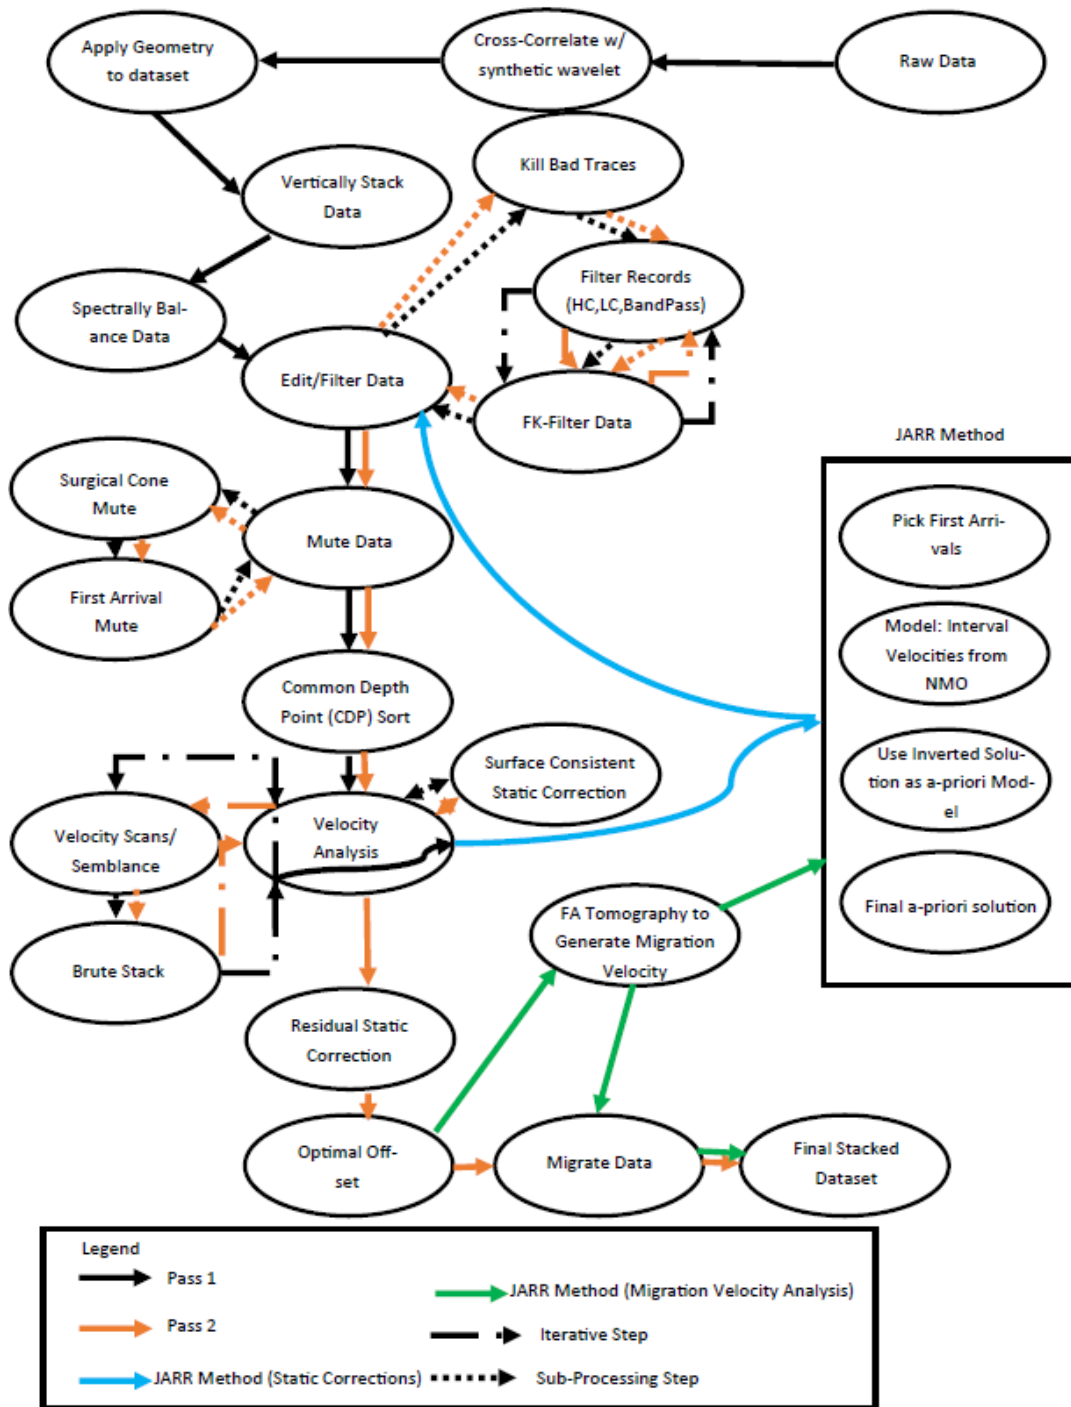 Apply Geometry
to dataset
Cross-Correlate w/
synthetic wavelet
Raw Data
Kill Bad Traces
Vertically Stack
Data
Filter Records
(HC,LC,BandPass)
Spectrally Bal-
ance Data
Edit/Filter Data
FK-Filter Data
JARR Method
Surgical Cone
Mute
Mute Data
First Arrival
Mute
Pick First Arri-
vals
Model: Interval
Velocities from
NMO
Common Depth
Point (CDP) Sort
Surface Consistent
Static Correction
Use Inverted Solu-
tion as a-priori Mod-
el
Velocity Scans/
Semblance
Velocity
Analysis
Final a-priori solution
FA Tomography to
Generate Migration
Velocity
Brute Stack
Residual Static
Correction
Optimal Off-
set
Migrate Data
Final Stacked
Dataset
Legend
Pass 1
JARR Method (Migration Velocity Analysis)
Pass 2
Iterative Step
JARR Method (Static Corrections)
Sub-Processing Step